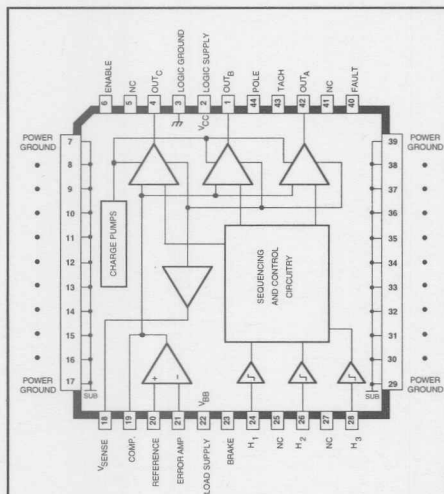 ENABLE
NC
OUTC
LOGIC GROUND
LOGIC SUPPLY
OUTB
POLE
TACH
OUTA
NC
FAULT
6
5
4
3
2
1
44
43
42
41
40
VCC
POWER GROUND
7
8
9
10
11
12
13
14
15
16
17
POWER GROUND
SUB
CHARGE PUMPS
SEQUENCING
AND CONTROL
CIRCUITRY
POWER GROUND
39
38
37
36
35
34
33
32
31
30
29
POWER GROUND
SUB
+
−
VBB
18
19
20
21
22
23
24
25
26
27
28
VSENSE
COMP.
REFERENCE
ERROR AMP
LOAD SUPPLY
BRAKE
H1
NC
H2
NC
H3